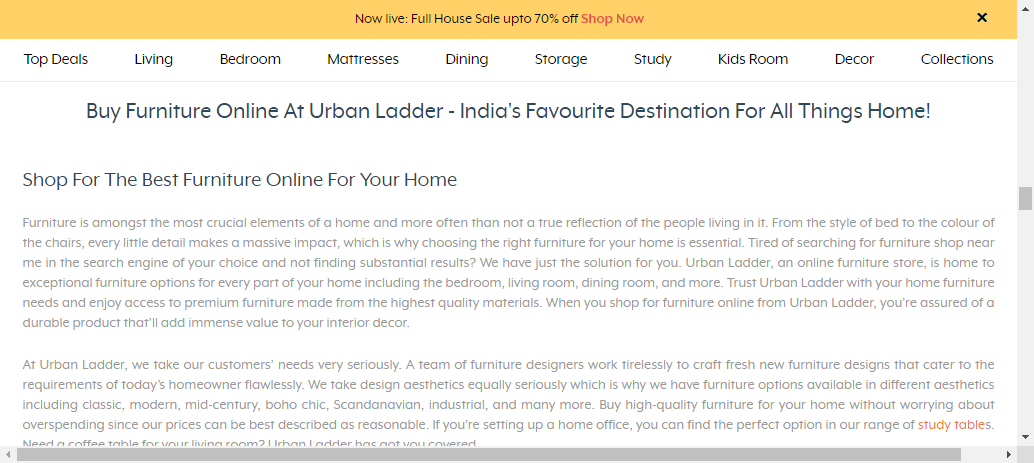 Now live: Full House Sale upto 70% off Shop Now
Top Deals Living Bedroom Mattresses Dining Storage Study Kids Room Decor Collections
Buy Furniture Online At Urban Ladder - India's Favourite Destination For All Things Home!
Shop For The Best Furniture Online For Your Home
Furniture is amongst the most crucial elements of a home and more often than not a true reflection of the people living in it. From the style of bed to the colour of
the chairs, every little detail makes a massive impact, which is why choosing the right furniture for your home is essential. Tired of searching for furniture shop near
me in the search engine of your choice and not finding substantial results? We have just the solution for you. Urban Ladder, an online furniture store, is home to
exceptional furniture options for every part of your home including the bedroom, living room, dining room, and more. Trust Urban Ladder with your home furniture
needs and enjoy access to premium furniture made from the highest quality materials. When you shop for furniture online from Urban Ladder, you're assured of a
durable product that'll add immense value to your interior decor.
At Urban Ladder, we take our customers' needs very seriously. A team of furniture designers work tirelessly to craft fresh new furniture designs that cater to the
requirements of today's homeowner flawlessly. We take design aesthetics equally seriously which is why we have furniture options available in different aesthetics
including classic, modern, mid-century, boho chic, Scandanavian, industrial, and many more. Buy high-quality furniture for your home without worrying about
overspending since our prices can be best described as reasonable. If you're setting up a home office, you can find the perfect option in our range of study tables.
Need a coffee table for your living room? Urban Ladder has got you covered.